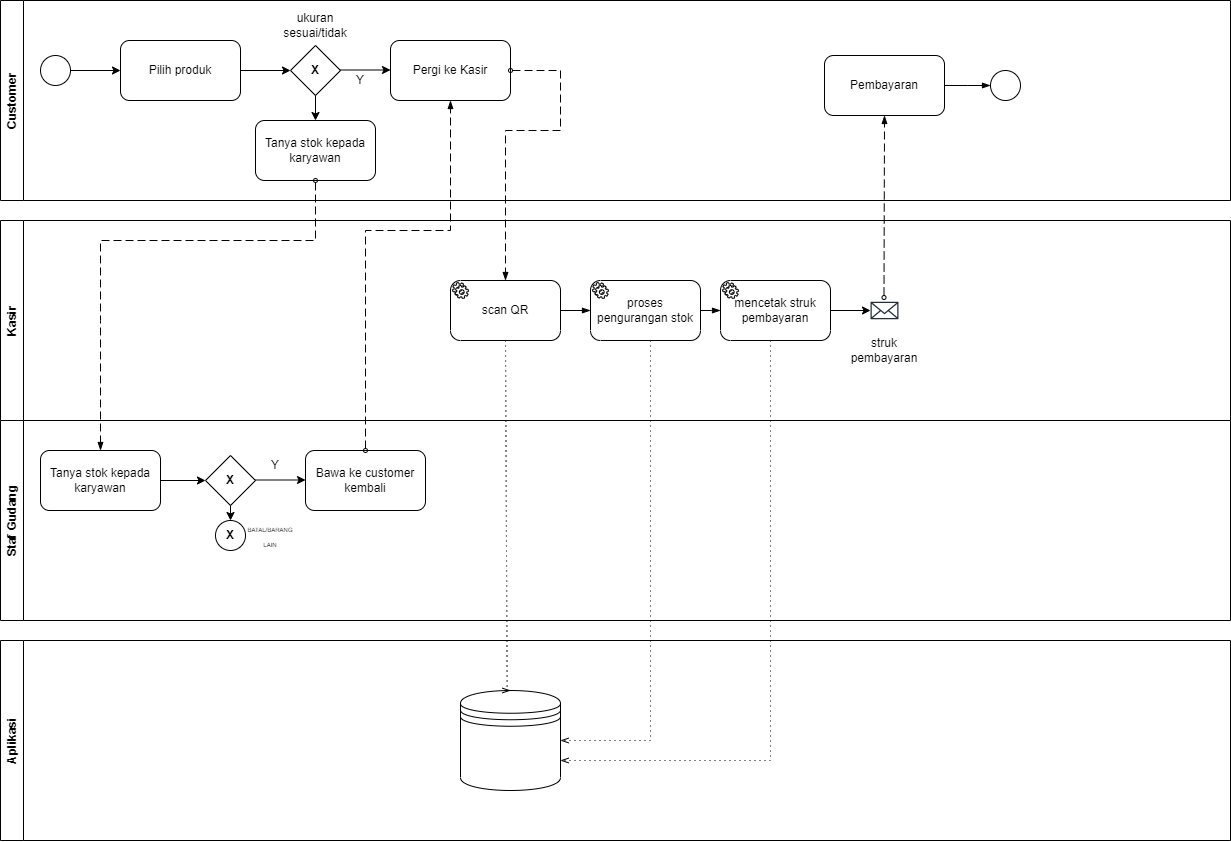 Customer
ukuran
sesuai/tidak
Pilih produk
X
Y
Pergi ke Kasir
Pembayaran
Tanya stok kepada
karyawan
Kasir
scan QR
proses
pengurangan stok
mencetak struk
pembayaran
struk
pembayaran
Staf Gudang
Tanya stok kepada
karyawan
X
Y
Bawa ke customer
kembali
X
BATAL/BARANG
LAIN
Aplikasi